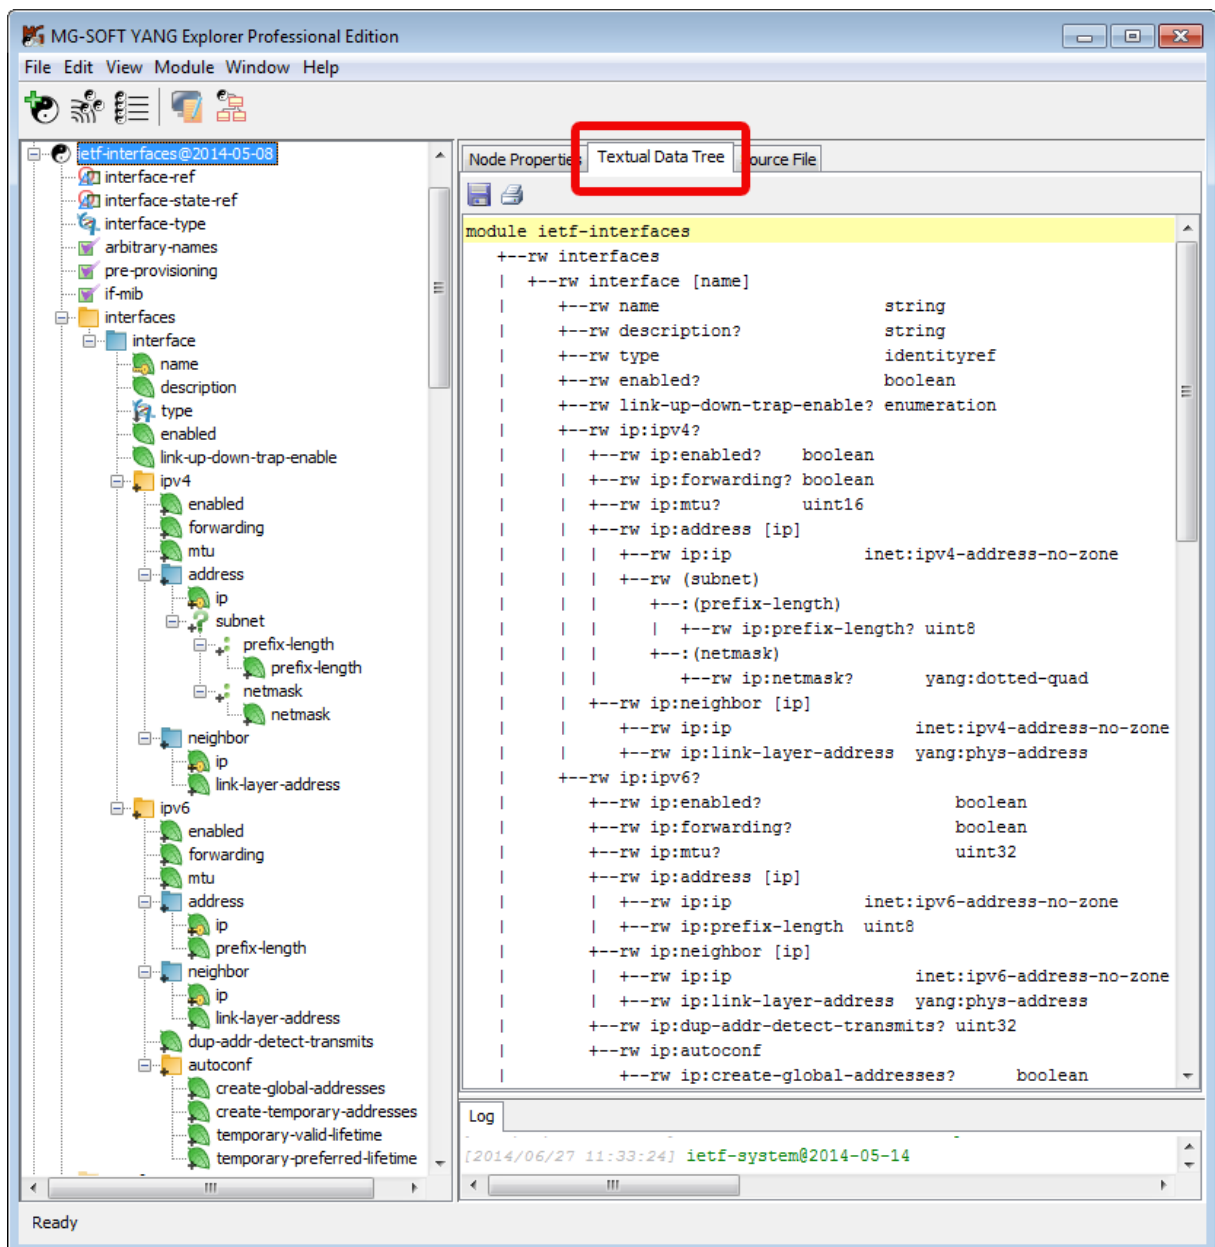 MG-SOFT YANG Explorer Professional Edition
File Edit View Module Window Help
ietf-interfaces@2014-05-08
interface-ref
interface-state-ref
interface-type
arbitrary-names
pre-provisioning
if-mib
interfaces
interface
name
description
type
enabled
link-up-down-trap-enable
ipv4
enabled
forwarding
mtu
address
ip
subnet
prefix-length
prefix-length
netmask
netmask
neighbor
ip
link-layer-address
ipv6
enabled
forwarding
mtu
address
ip
prefix-length
neighbor
ip
link-layer-address
dup-addr-detect-transmits
autoconf
create-global-addresses
create-temporary-addresses
temporary-valid-lifetime
temporary-preferred-lifetime
Node Properties Textual Data Tree ource File
module ietf-interfaces
+--rw interfaces
| +--rw interface [name]
| +--rw name string
| +--rw description? string
| +--rw type identityref
| +--rw enabled? boolean
| +--rw link-up-down-trap-enable? enumeration
| +--rw ip:ipv4?
| | +--rw ip:enabled? boolean
| | +--rw ip:forwarding? boolean
| | +--rw ip:mtu? uint16
| | +--rw ip:address [ip]
| | | +--rw ip:ip inet:ipv4-address-no-zone
| | | +--rw (subnet)
| | | +--:(prefix-length)
| | | | +--rw ip:prefix-length? uint8
| | | +--:(netmask)
| | | +--rw ip:netmask? yang:dotted-quad
| | +--rw ip:neighbor [ip]
| | +--rw ip:ip inet:ipv4-address-no-zone
| | +--rw ip:link-layer-address yang:phys-address
| +--rw ip:ipv6?
| +--rw ip:enabled? boolean
| +--rw ip:forwarding? boolean
| +--rw ip:mtu? uint32
| +--rw ip:address [ip]
| | +--rw ip:ip inet:ipv6-address-no-zone
| | +--rw ip:prefix-length uint8
| +--rw ip:neighbor [ip]
| | +--rw ip:ip inet:ipv6-address-no-zone
| | +--rw ip:link-layer-address yang:phys-address
| +--rw ip:dup-addr-detect-transmits? uint32
| +--rw ip:autoconf
| +--rw ip:create-global-addresses? boolean
Log
[2014/06/27 11:33:24] ietf-system@2014-05-14
Ready